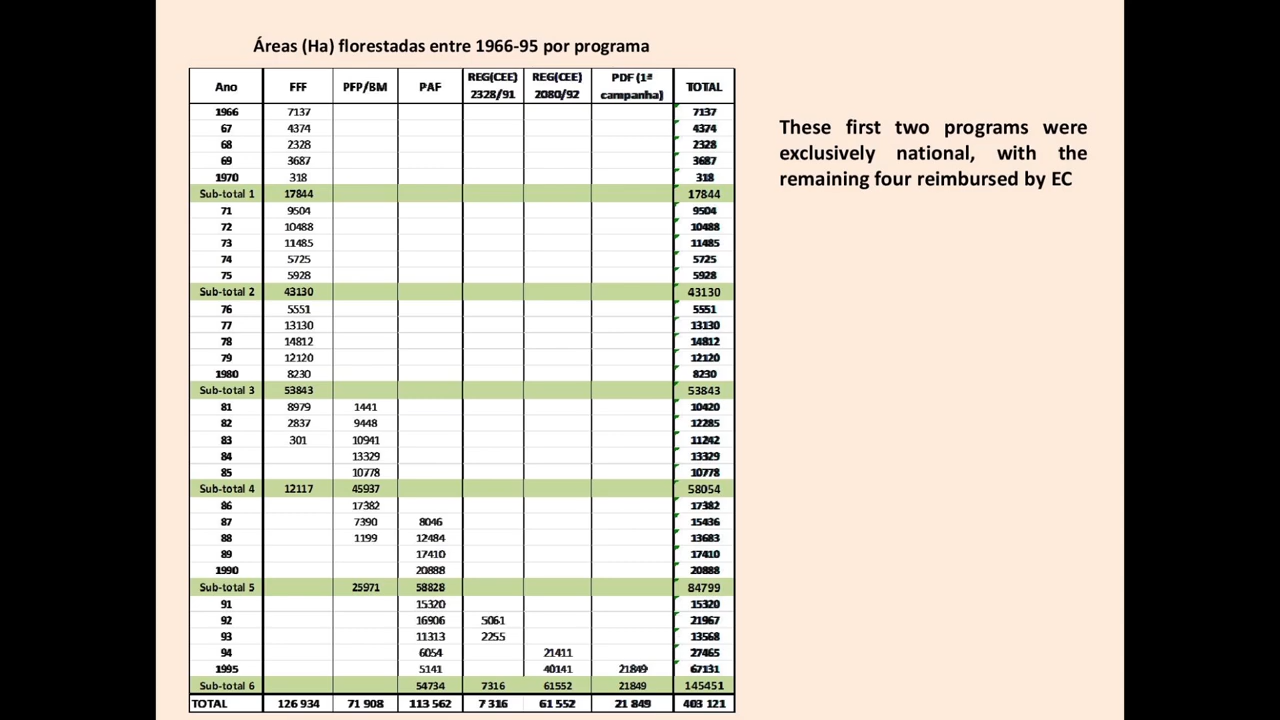 Áreas (Ha) florestadas entre 1966-95 por programa
Ano FFF PFP/BM PAF REG(CEE) 2328/91 REG(CEE) 2080/92 PDF (1ª campanha) TOTAL
1966 7137 7137
67 4374 4374
68 2328 2328
69 3687 3687
1970 318 318
Sub-total 1 17844 17844
71 9504 9504
72 10488 10488
73 11485 11485
74 5725 5725
75 5928 5928
Sub-total 2 43130 43130
76 5551 5551
77 13130 13130
78 14812 14812
79 12120 12120
1980 8230 8230
Sub-total 3 53843 53843
81 8979 1441 10420
82 2837 9448 12285
83 301 10941 11242
84 13329 13329
85 10778 10778
Sub-total 4 12117 45937 58054
86 17382 17382
87 7390 8046 15436
88 1199 12484 13683
89 17410 17410
1990 20888 20888
Sub-total 5 25971 58828 84799
91 15320 15320
92 16906 5061 21967
93 11313 2255 13568
94 6054 21411 27465
1995 5141 40141 21849 67131
Sub-total 6 54734 7316 61552 21849 145451
TOTAL 126 934 71 908 113 562 7 316 61 552 21 849 403 121
These first two programs were
exclusively national, with the
remaining four reimbursed by EC